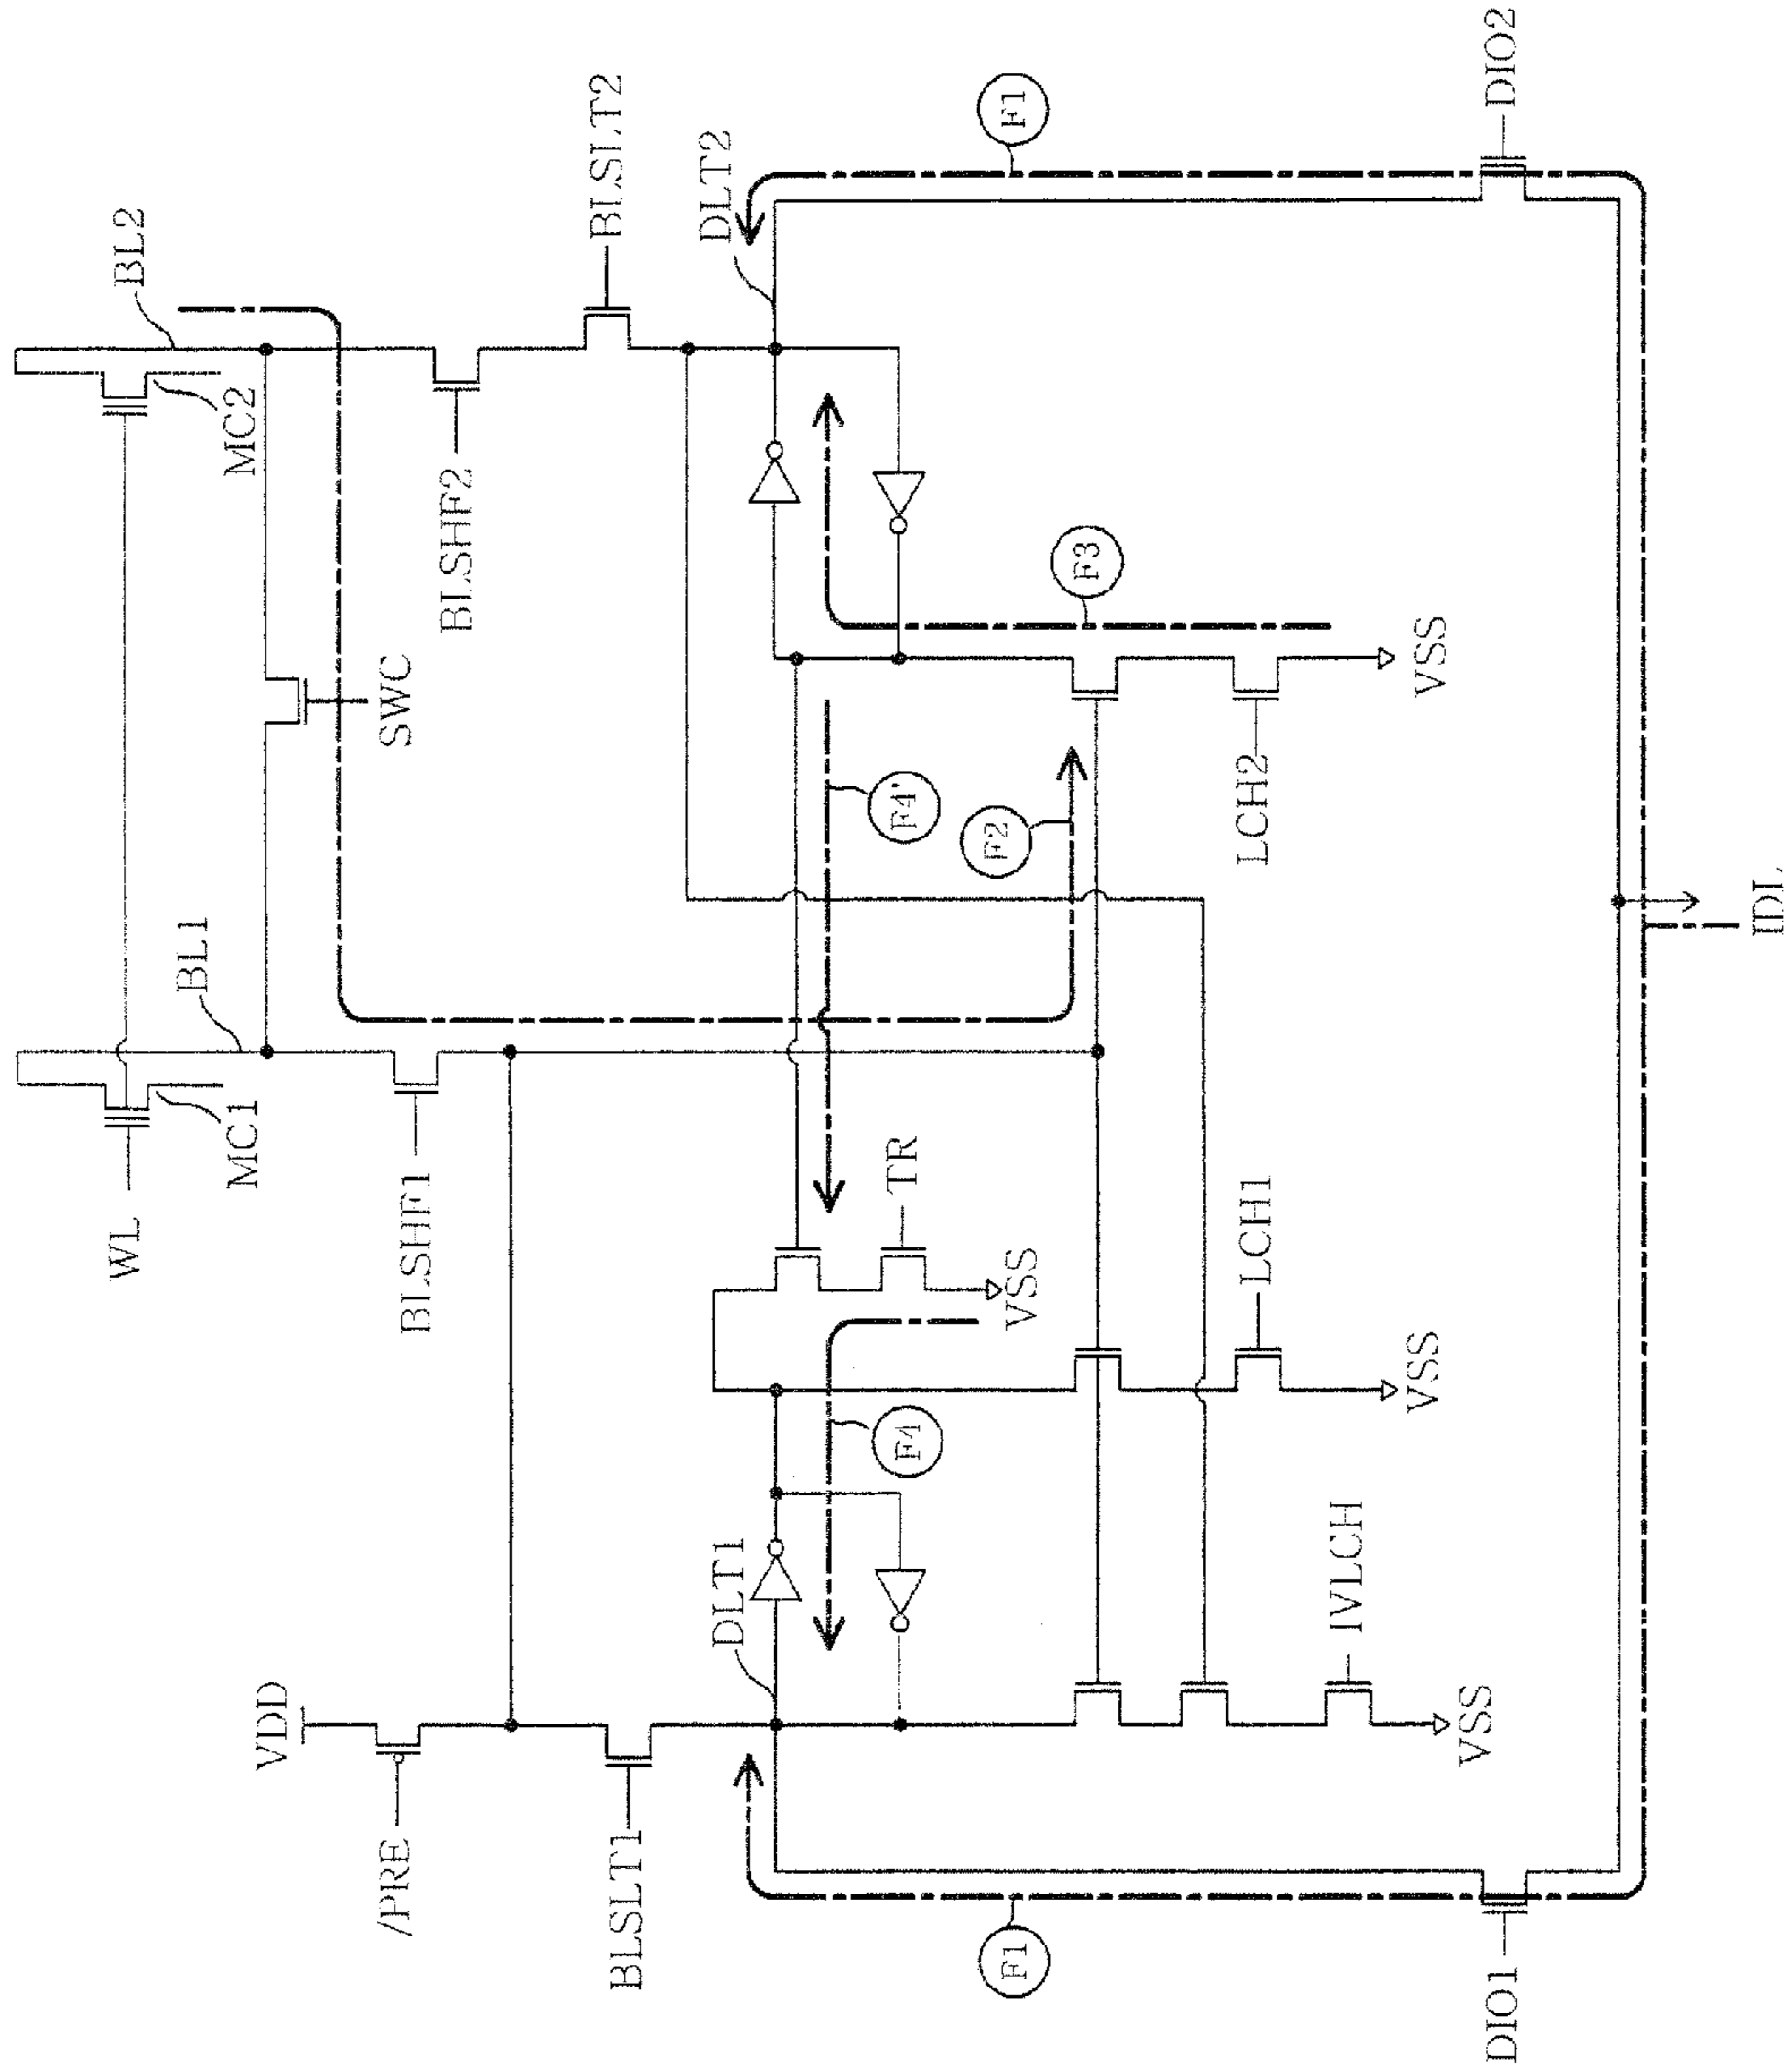 WL
MC1
MC2
BL1
BL2
VDD
/PRE
BLSHF1
SWC
BLSHF2
BLSLT1
BLSLT2
DLT1
DLT2
F4
F4'
TR
VSS
F2
F3
F1
F1
IVLCH
LCH1
LCH2
VSS
VSS
VSS
DIO1
DIO2
IDL